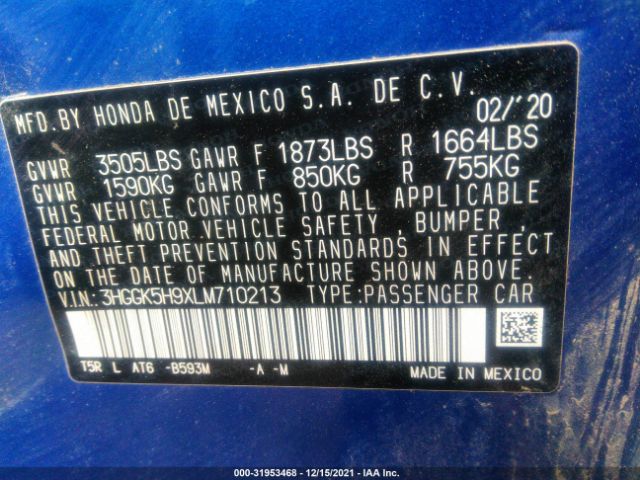 MFD.BY HONDA DE MEXICO S.A. DE C.V.
02/'20
GVWR 3505LBS GAWR F 1873LBS R 1664LBS
GVWR 1590KG GAWR F 850KG R 755KG
THIS VEHICLE CONFORMS TO ALL APPLICABLE
FEDERAL MOTOR VEHICLE SAFETY , BUMPER ,
AND THEFT PREVENTION STANDARDS IN EFFECT
ON THE DATE OF MANUFACTURE SHOWN ABOVE.
V.I.N: 3HGGK5H9XLM710213 TYPE:PASSENGER CAR
T5R L AT6 -B593M -A -M
MADE IN MEXICO
000-31953468 - 12/15/2021 - IAA Inc.